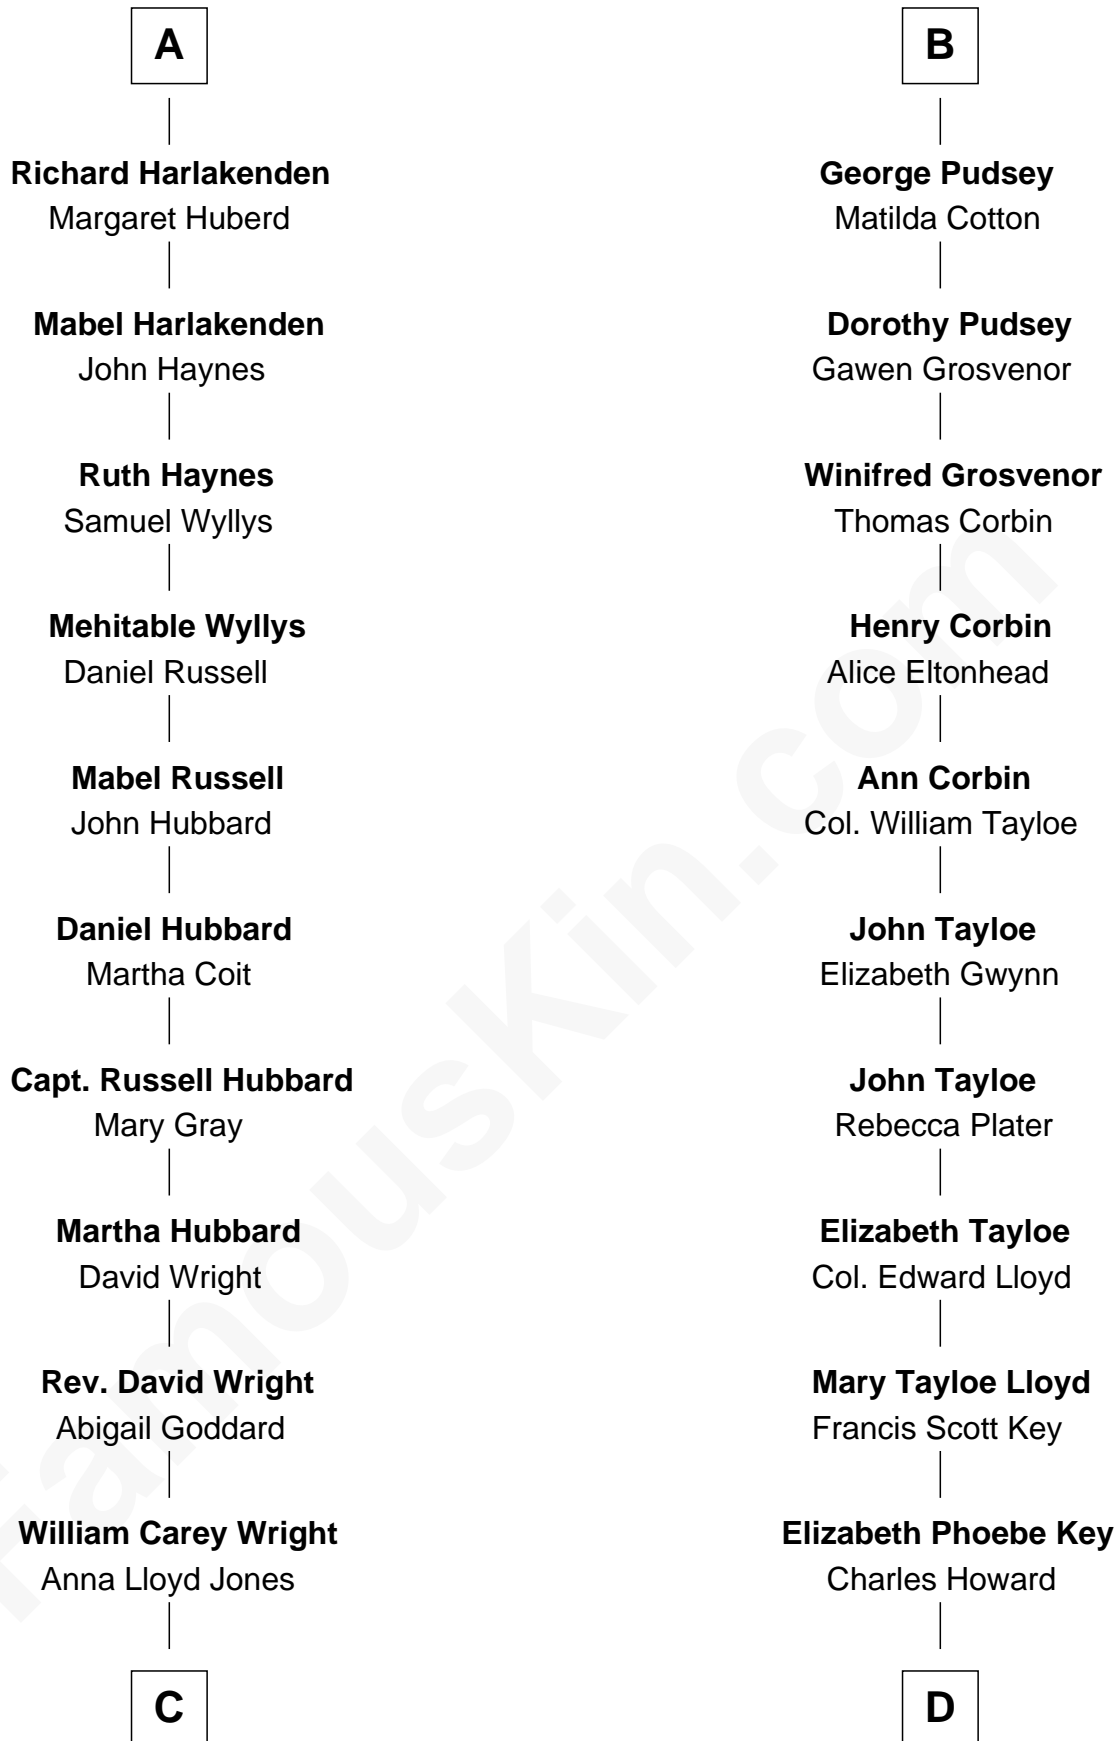 A
Richard Harlakenden
Margaret Huberd
Mabel Harlakenden
John Haynes
Ruth Haynes
Samuel Wyllys
Mehitable Wyllys
Daniel Russell
Mabel Russell
John Hubbard
Daniel Hubbard
Martha Coit
Capt. Russell Hubbard
Mary Gray
Martha Hubbard
David Wright
Rev. David Wright
Abigail Goddard
William Carey Wright
Anna Lloyd Jones
C
B
George Pudsey
Matilda Cotton
Dorothy Pudsey
Gawen Grosvenor
Winifred Grosvenor
Thomas Corbin
Henry Corbin
Alice Eltonhead
Ann Corbin
Col. William Tayloe
John Tayloe
Elizabeth Gwynn
John Tayloe
Rebecca Plater
Elizabeth Tayloe
Col. Edward Lloyd
Mary Tayloe Lloyd
Francis Scott Key
Elizabeth Phoebe Key
Charles Howard
D
FamousKin.com